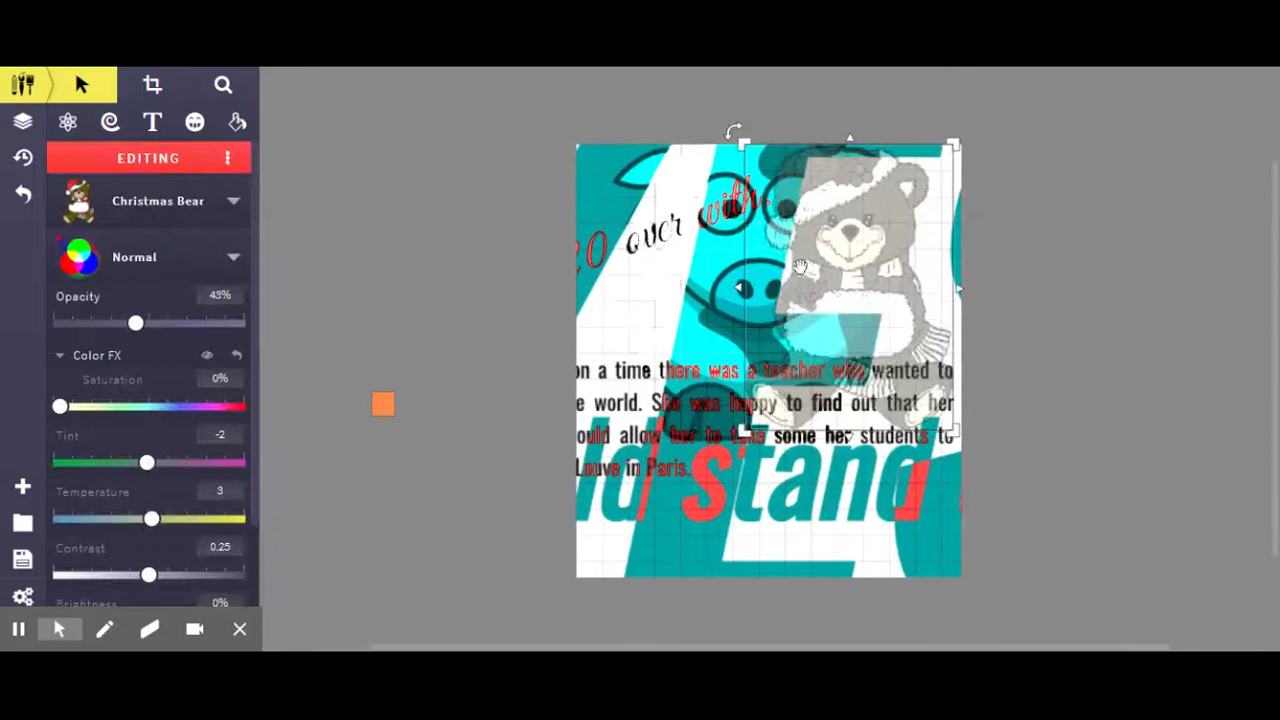 EDITING
Christmas Bear
Normal
Opacity 43%
Color FX
Saturation 0%
Tint -2
Temperature 3
Contrast 0.25
Brightness 0%
over with.
on a time there was a teacher who wanted to
e world. She was happy to find out that her
ould allow her to take some her students to
Louve in Paris.
ld stand